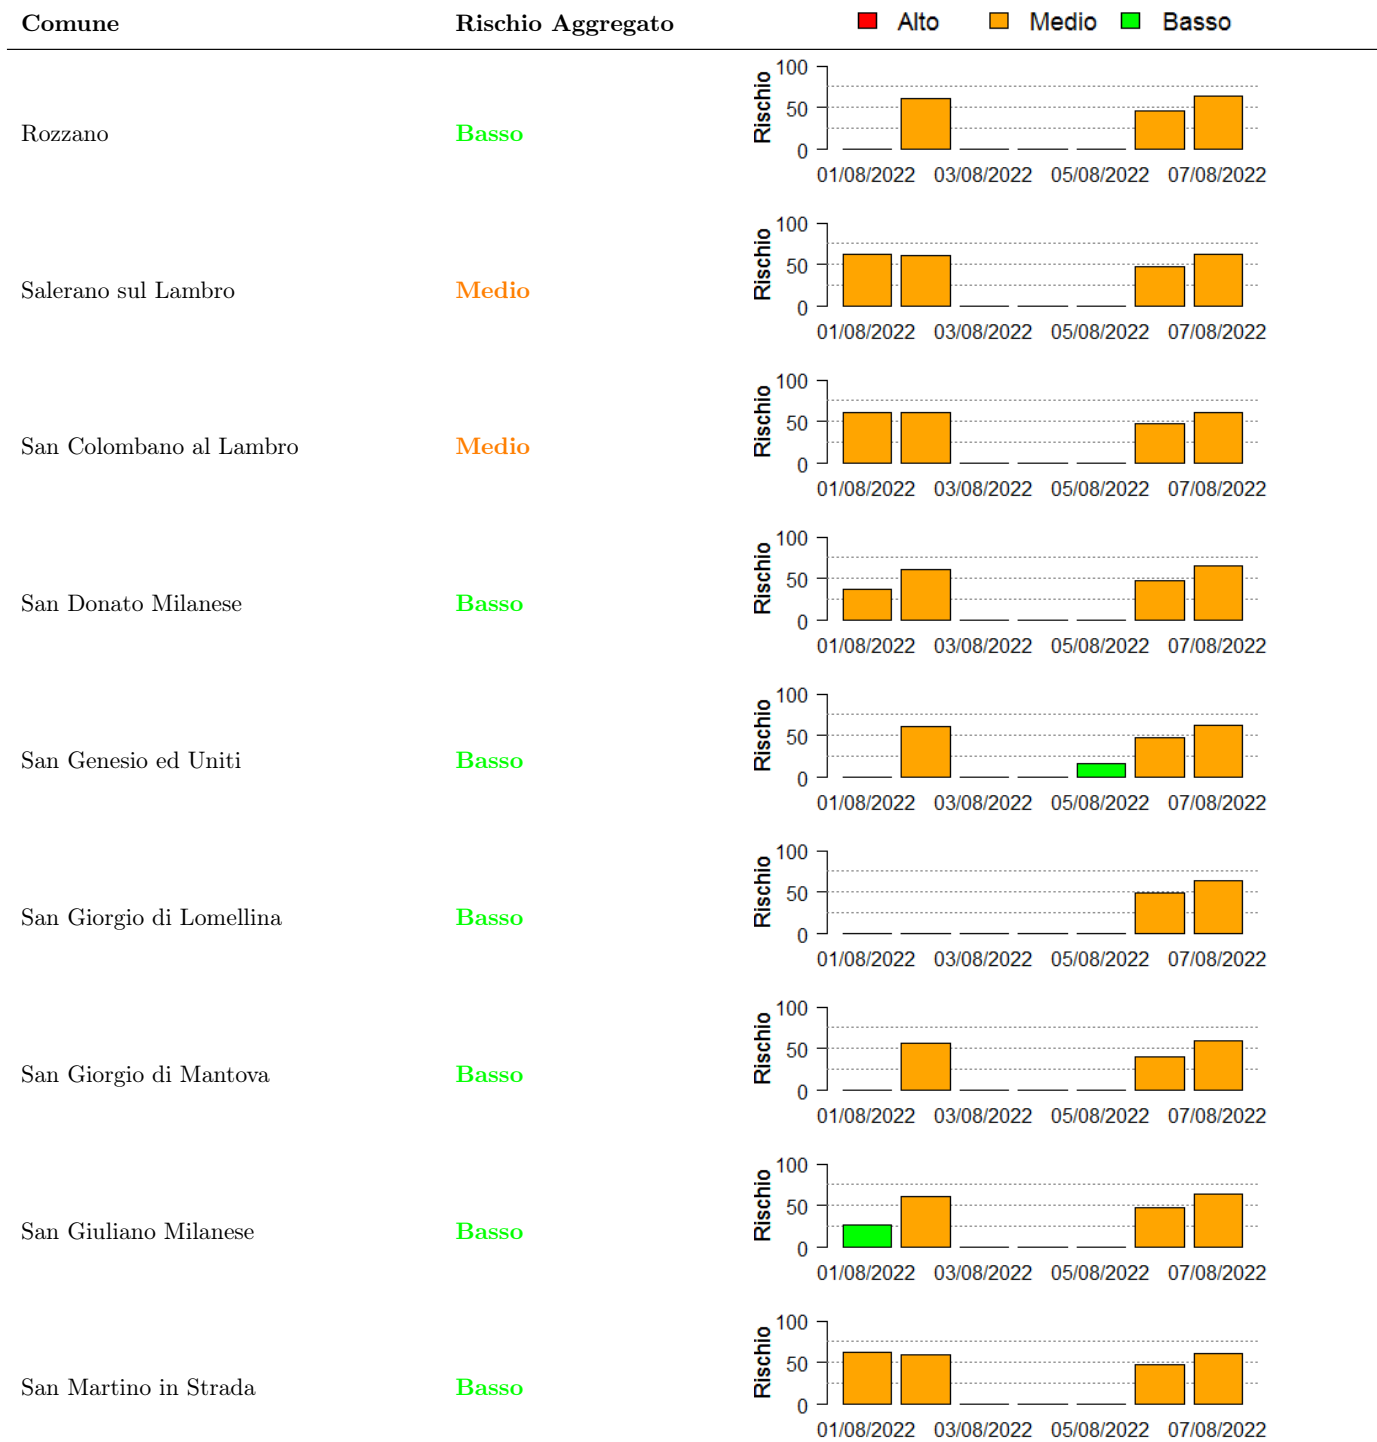 Comune Rischio Aggregato Alto Medio Basso
Rozzano Basso
Rischio
100
50
0
01/08/2022 03/08/2022 05/08/2022 07/08/2022
Salerano sul Lambro Medio
Rischio
100
50
0
01/08/2022 03/08/2022 05/08/2022 07/08/2022
San Colombano al Lambro Medio
Rischio
100
50
0
01/08/2022 03/08/2022 05/08/2022 07/08/2022
San Donato Milanese Basso
Rischio
100
50
0
01/08/2022 03/08/2022 05/08/2022 07/08/2022
San Genesio ed Uniti Basso
Rischio
100
50
0
01/08/2022 03/08/2022 05/08/2022 07/08/2022
San Giorgio di Lomellina Basso
Rischio
100
50
0
01/08/2022 03/08/2022 05/08/2022 07/08/2022
San Giorgio di Mantova Basso
Rischio
100
50
0
01/08/2022 03/08/2022 05/08/2022 07/08/2022
San Giuliano Milanese Basso
Rischio
100
50
0
01/08/2022 03/08/2022 05/08/2022 07/08/2022
San Martino in Strada Basso
Rischio
100
50
0
01/08/2022 03/08/2022 05/08/2022 07/08/2022